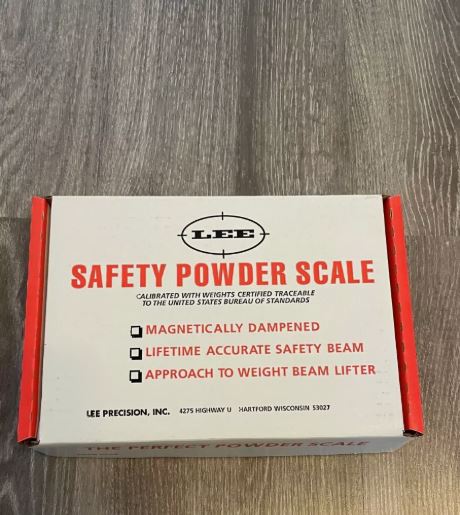 LEE
SAFETY POWDER SCALE
CALIBRATED WITH WEIGHTS CERTIFIED TRACEABLE
TO THE UNITED STATES BUREAU OF STANDARDS
MAGNETICALLY DAMPENED
LIFETIME ACCURATE SAFETY BEAM
APPROACH TO WEIGHT BEAM LIFTER
LEE PRECISION, INC. 4275 HIGHWAY U HARTFORD WISCONSIN 53027
THE PERFECT POWDER SCALE